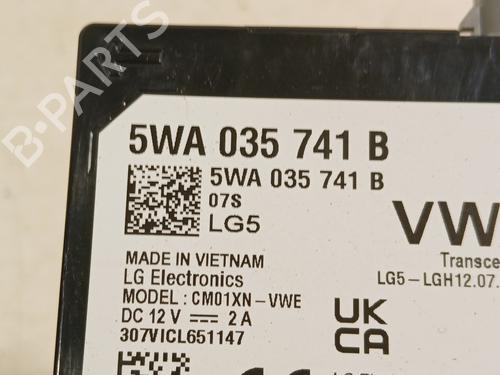 B-PARTS
5WA 035 741 B
5WA 035 741 B
07S
LG5
VW
Transce
LG5-LGH12.07.
MADE IN VIETNAM
LG Electronics
MODEL : CM01XN-VWE
DC 12 V ⎓ 2 A
307VICL651147
UK
CA